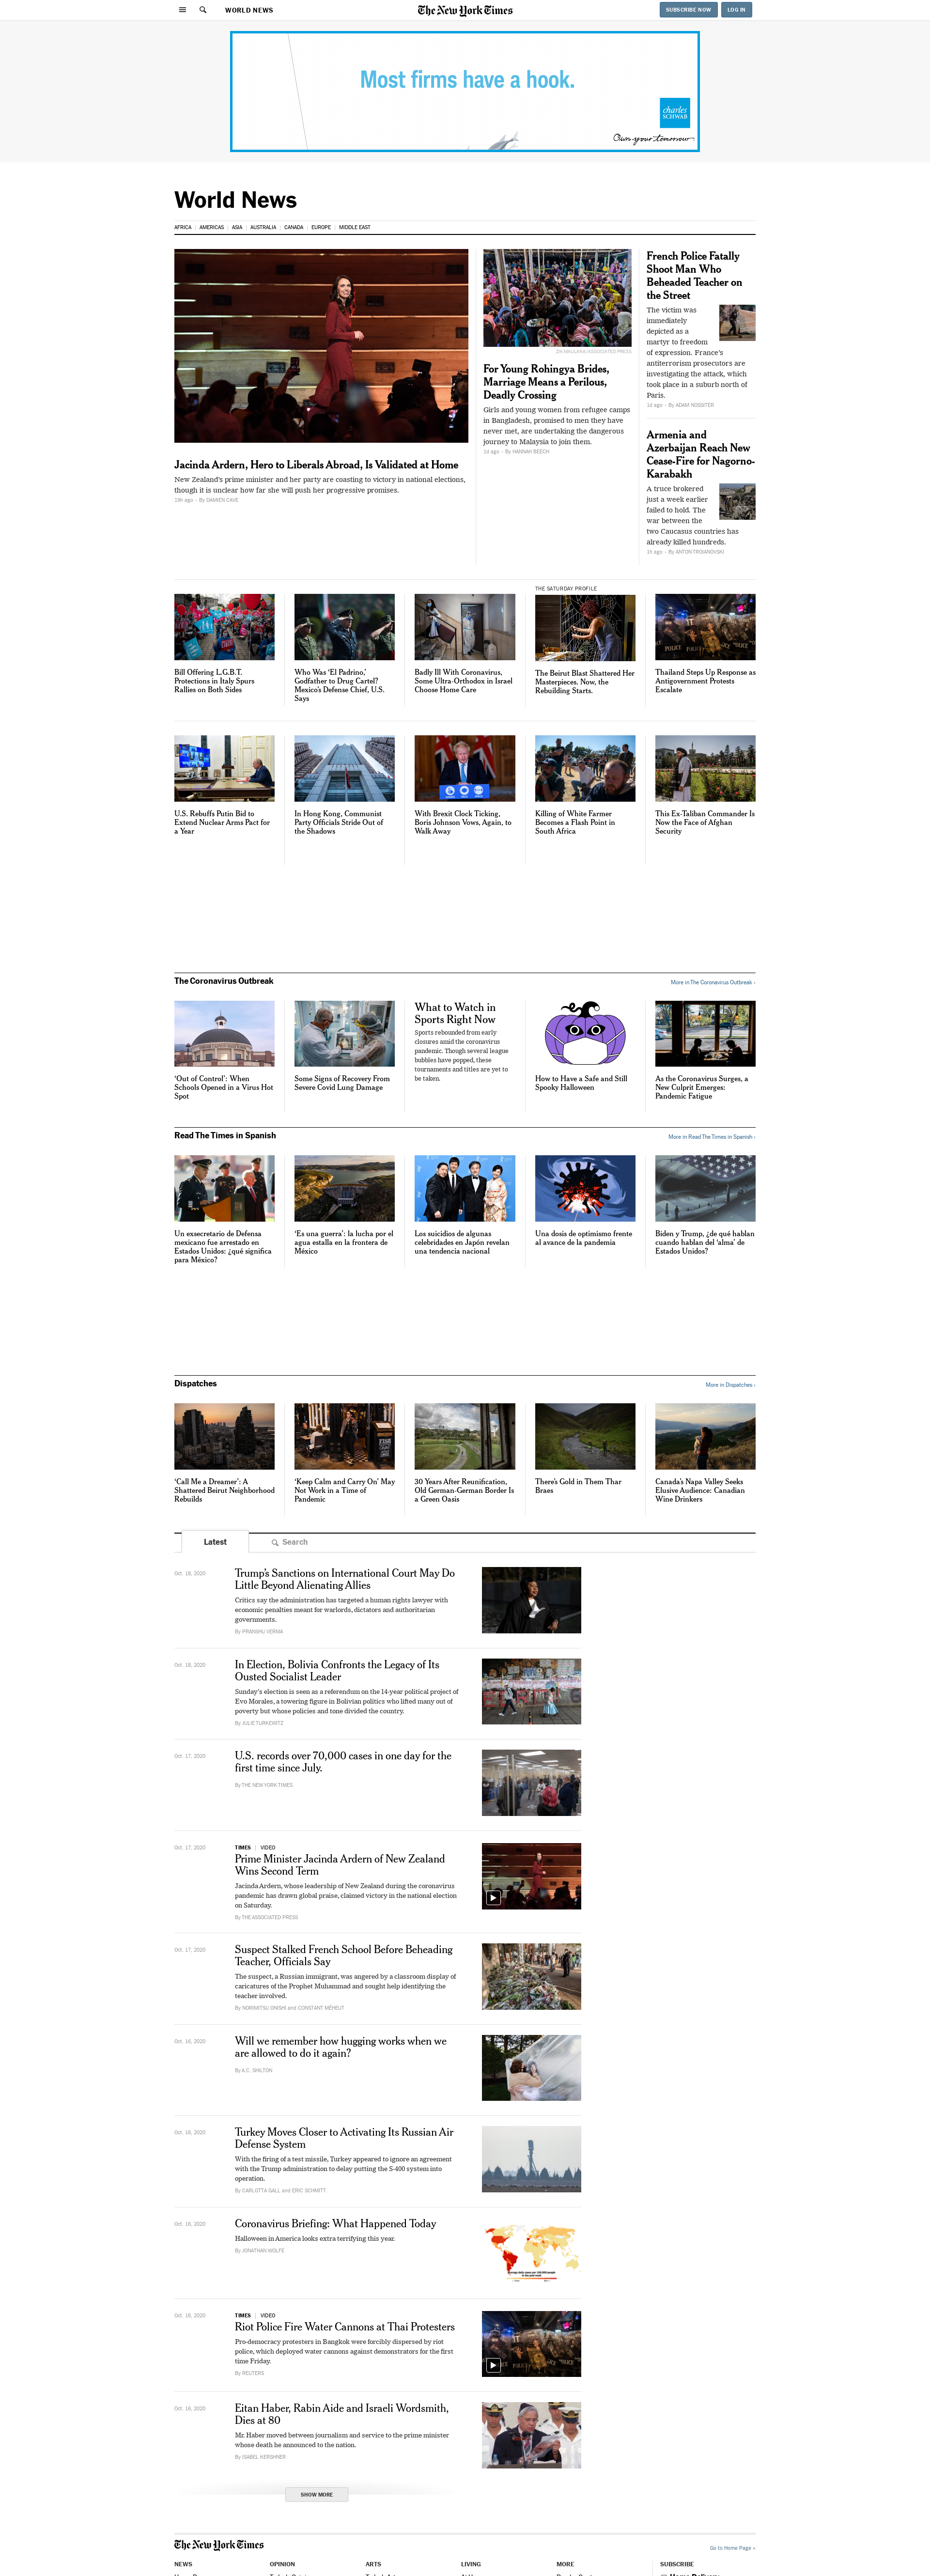 WORLD NEWS
The New York Times
SUBSCRIBE NOW
LOG IN
Most firms have a hook.
charles
SCHWAB
Own your tomorrow
World News
AFRICA
AMERICAS
ASIA
AUSTRALIA
CANADA
EUROPE
MIDDLE EAST
Jacinda Ardern, Hero to Liberals Abroad, Is Validated at Home
New Zealand's prime minister and her party are coasting to victory in national elections,
though it is unclear how far she will push her progressive promises.
19h ago
By DAMIEN CAVE
ZIK MAULANA/ASSOCIATED PRESS
For Young Rohingya Brides,
Marriage Means a Perilous,
Deadly Crossing
Girls and young women from refugee camps
in Bangladesh, promised to men they have
never met, are undertaking the dangerous
journey to Malaysia to join them.
1d ago - By HANNAH BEECH
French Police Fatally
Shoot Man Who
Beheaded Teacher on
the Street
The victim was
immediately
depicted as a
martyr to freedom
of expression. France's
antiterrorism prosecutors are
investigating the attack, which
took place in a suburb north of
Paris.
1d ago - By ADAM NOSSITER
Armenia and
Azerbaijan Reach New
Cease-Fire for Nagorno-
Karabakh
A truce brokered
just a week earlier
failed to hold. The
war between the
two Caucasus countries has
already killed hundreds.
1h ago - By ANTON TROIANOVSKI
Bill Offering L.G.B.T.
Protections in Italy Spurs
Rallies on Both Sides
Who Was 'El Padrino,'
Godfather to Drug Cartel?
Mexico's Defense Chief, U.S.
Says
Badly Ill With Coronavirus,
Some Ultra-Orthodox in Israel
Choose Home Care
THE SATURDAY PROFILE
The Beirut Blast Shattered Her
Masterpieces. Now, the
Rebuilding Starts.
Thailand Steps Up Response as
Antigovernment Protests
Escalate
U.S. Rebuffs Putin Bid to
Extend Nuclear Arms Pact for
a Year
In Hong Kong, Communist
Party Officials Stride Out of
the Shadows
With Brexit Clock Ticking,
Boris Johnson Vows, Again, to
Walk Away
Killing of White Farmer
Becomes a Flash Point in
South Africa
This Ex-Taliban Commander Is
Now the Face of Afghan
Security
The Coronavirus Outbreak
More in The Coronavirus Outbreak ›
'Out of Control': When
Schools Opened in a Virus Hot
Spot
Some Signs of Recovery From
Severe Covid Lung Damage
What to Watch in
Sports Right Now
Sports rebounded from early
closures amid the coronavirus
pandemic. Though several league
bubbles have popped, these
tournaments and titles are yet to
be taken.
How to Have a Safe and Still
Spooky Halloween
As the Coronavirus Surges, a
New Culprit Emerges:
Pandemic Fatigue
Read The Times in Spanish
More in Read The Times in Spanish ›
Un exsecretario de Defensa
mexicano fue arrestado en
Estados Unidos: ¿qué significa
para México?
'Es una guerra': la lucha por el
agua estalla en la frontera de
México
Los suicidios de algunas
celebridades en Japón revelan
una tendencia nacional
Una dosis de optimismo frente
al avance de la pandemia
Biden y Trump, ¿de qué hablan
cuando hablan del 'alma' de
Estados Unidos?
Dispatches
More in Dispatches ›
'Call Me a Dreamer': A
Shattered Beirut Neighborhood
Rebuilds
'Keep Calm and Carry On' May
Not Work in a Time of
Pandemic
30 Years After Reunification,
Old German-German Border Is
a Green Oasis
There's Gold in Them Thar
Braes
Canada's Napa Valley Seeks
Elusive Audience: Canadian
Wine Drinkers
Latest
Search
Oct. 18, 2020
Trump's Sanctions on International Court May Do
Little Beyond Alienating Allies
Critics say the administration has targeted a human rights lawyer with
economic penalties meant for warlords, dictators and authoritarian
governments.
By PRANSHU VERMA
Oct. 18, 2020
In Election, Bolivia Confronts the Legacy of Its
Ousted Socialist Leader
Sunday's election is seen as a referendum on the 14-year political project of
Evo Morales, a towering figure in Bolivian politics who lifted many out of
poverty but whose policies and tone divided the country.
By JULIE TURKEWITZ
Oct. 17, 2020
U.S. records over 70,000 cases in one day for the
first time since July.
By THE NEW YORK TIMES
Oct. 17, 2020
TIMES | VIDEO
Prime Minister Jacinda Ardern of New Zealand
Wins Second Term
Jacinda Ardern, whose leadership of New Zealand during the coronavirus
pandemic has drawn global praise, claimed victory in the national election
on Saturday.
By THE ASSOCIATED PRESS
Oct. 17, 2020
Suspect Stalked French School Before Beheading
Teacher, Officials Say
The suspect, a Russian immigrant, was angered by a classroom display of
caricatures of the Prophet Muhammad and sought help identifying the
teacher involved.
By NORIMITSU ONISHI and CONSTANT MÉHEUT
Oct. 16, 2020
Will we remember how hugging works when we
are allowed to do it again?
By A.C. SHILTON
Oct. 16, 2020
Turkey Moves Closer to Activating Its Russian Air
Defense System
With the firing of a test missile, Turkey appeared to ignore an agreement
with the Trump administration to delay putting the S-400 system into
operation.
By CARLOTTA GALL and ERIC SCHMITT
Oct. 16, 2020
Coronavirus Briefing: What Happened Today
Halloween in America looks extra terrifying this year.
By JONATHAN WOLFE
Oct. 16, 2020
TIMES | VIDEO
Riot Police Fire Water Cannons at Thai Protesters
Pro-democracy protesters in Bangkok were forcibly dispersed by riot
police, which deployed water cannons against demonstrators for the first
time Friday.
By REUTERS
Oct. 16, 2020
Eitan Haber, Rabin Aide and Israeli Wordsmith,
Dies at 80
Mr. Haber moved between journalism and service to the prime minister
whose death he announced to the nation.
By ISABEL KERSHNER
SHOW MORE
The New York Times
Go to Home Page »
NEWS
OPINION
ARTS
LIVING
MORE
SUBSCRIBE